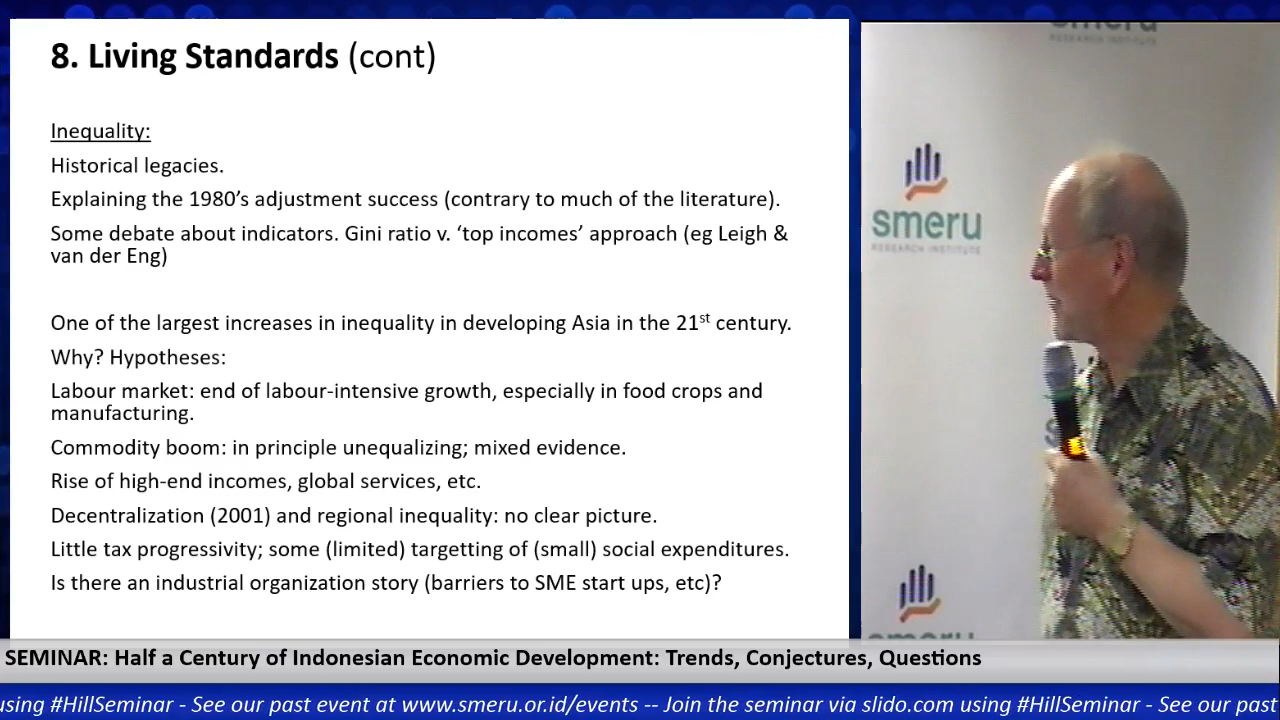 8. Living Standards (cont)
Inequality:
Historical legacies.
Explaining the 1980's adjustment success (contrary to much of the literature).
Some debate about indicators. Gini ratio v. ‘top incomes’ approach (eg Leigh &
van der Eng)
One of the largest increases in inequality in developing Asia in the 21st century.
Why? Hypotheses:
Labour market: end of labour-intensive growth, especially in food crops and
manufacturing.
Commodity boom: in principle unequalizing; mixed evidence.
Rise of high-end incomes, global services, etc.
Decentralization (2001) and regional inequality: no clear picture.
Little tax progressivity; some (limited) targetting of (small) social expenditures.
Is there an industrial organization story (barriers to SME start ups, etc)?
smeru
RESEARCH INSTITUTE
smeru
RESEARCH INSTITUTE
smeru
SEMINAR: Half a Century of Indonesian Economic Development: Trends, Conjectures, Questions
using #HillSeminar - See our past event at www.smeru.or.id/events -- Join the seminar via slido.com using #HillSeminar - See our past